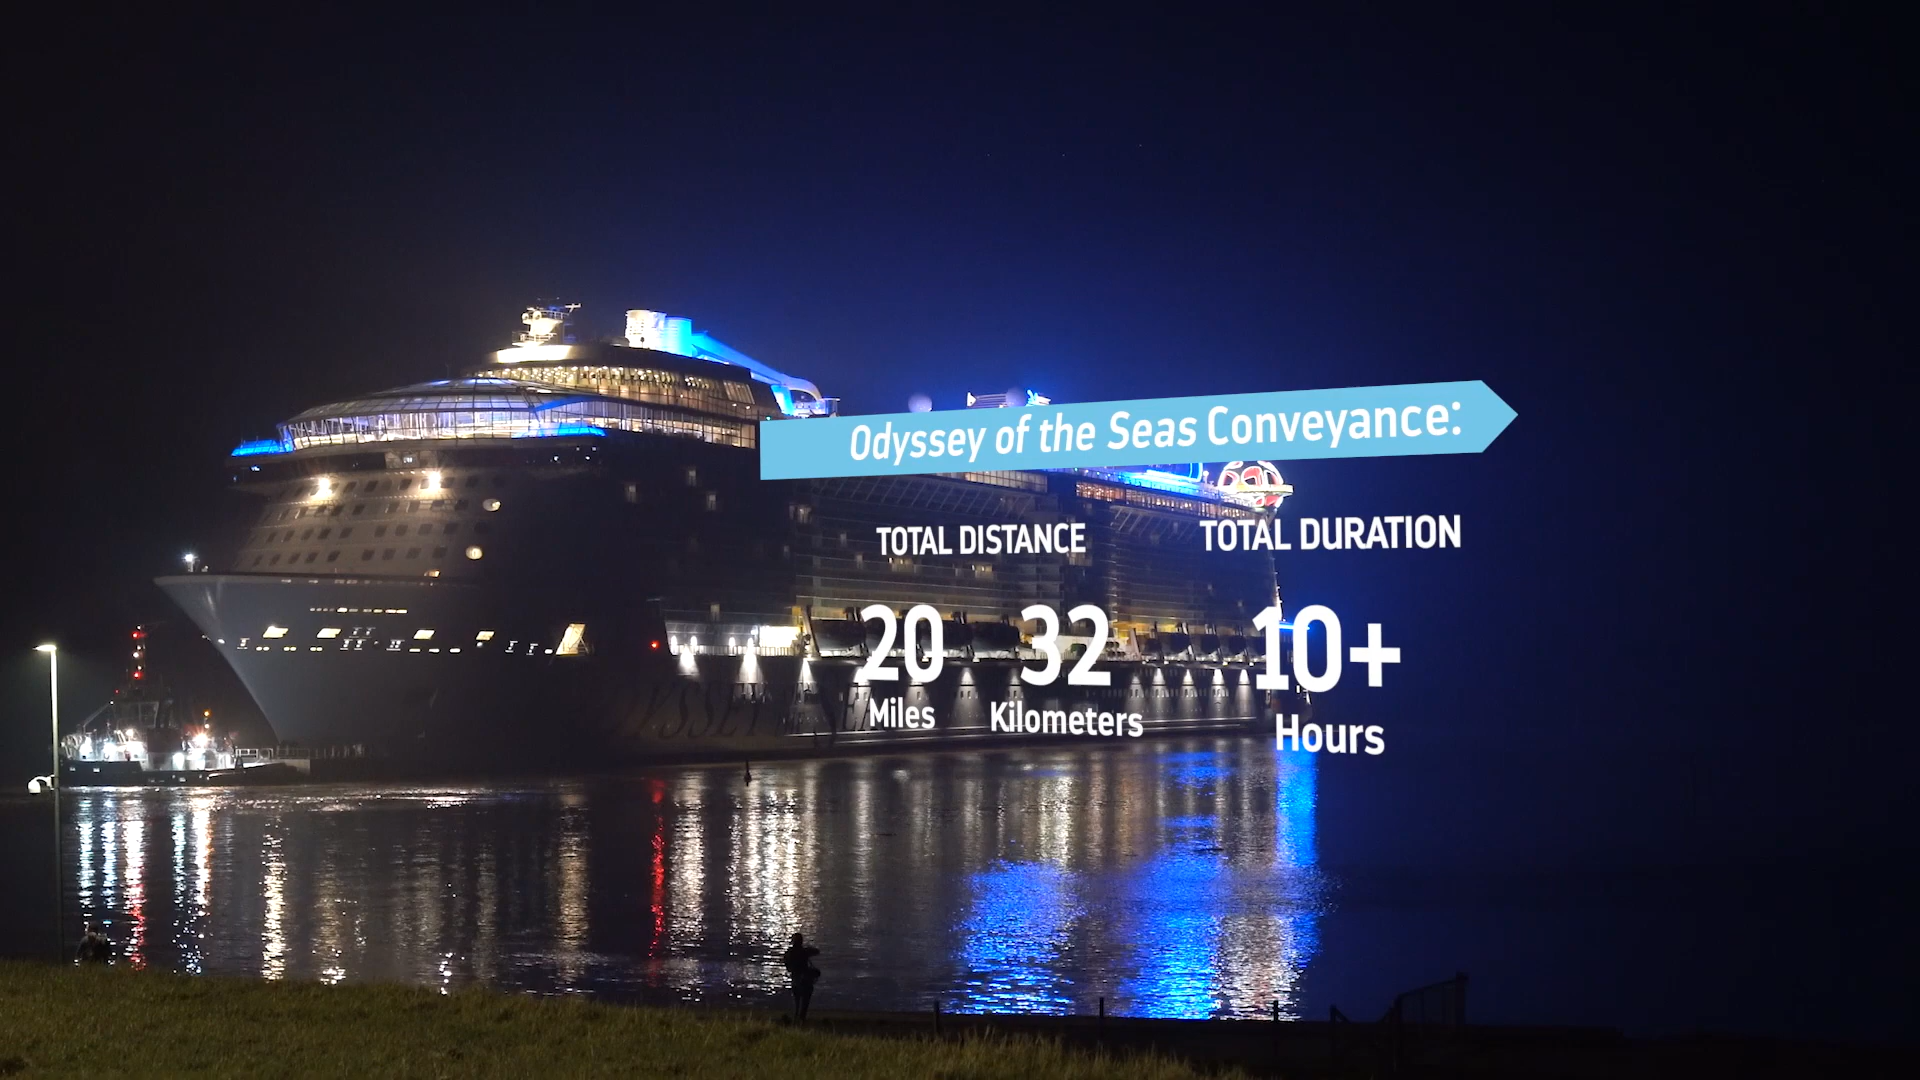 Odyssey of the Seas Conveyance:
TOTAL DISTANCE
TOTAL DURATION
20
32
10+
Miles
Kilometers
Hours